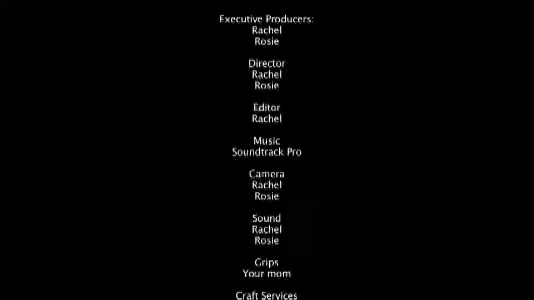 Executive Producers:
Rachel
Rosie
Director
Rachel
Rosie
Editor
Rachel
Music
Soundtrack Pro
Camera
Rachel
Rosie
Sound
Rachel
Rosie
Grips
Your mom
Craft Services